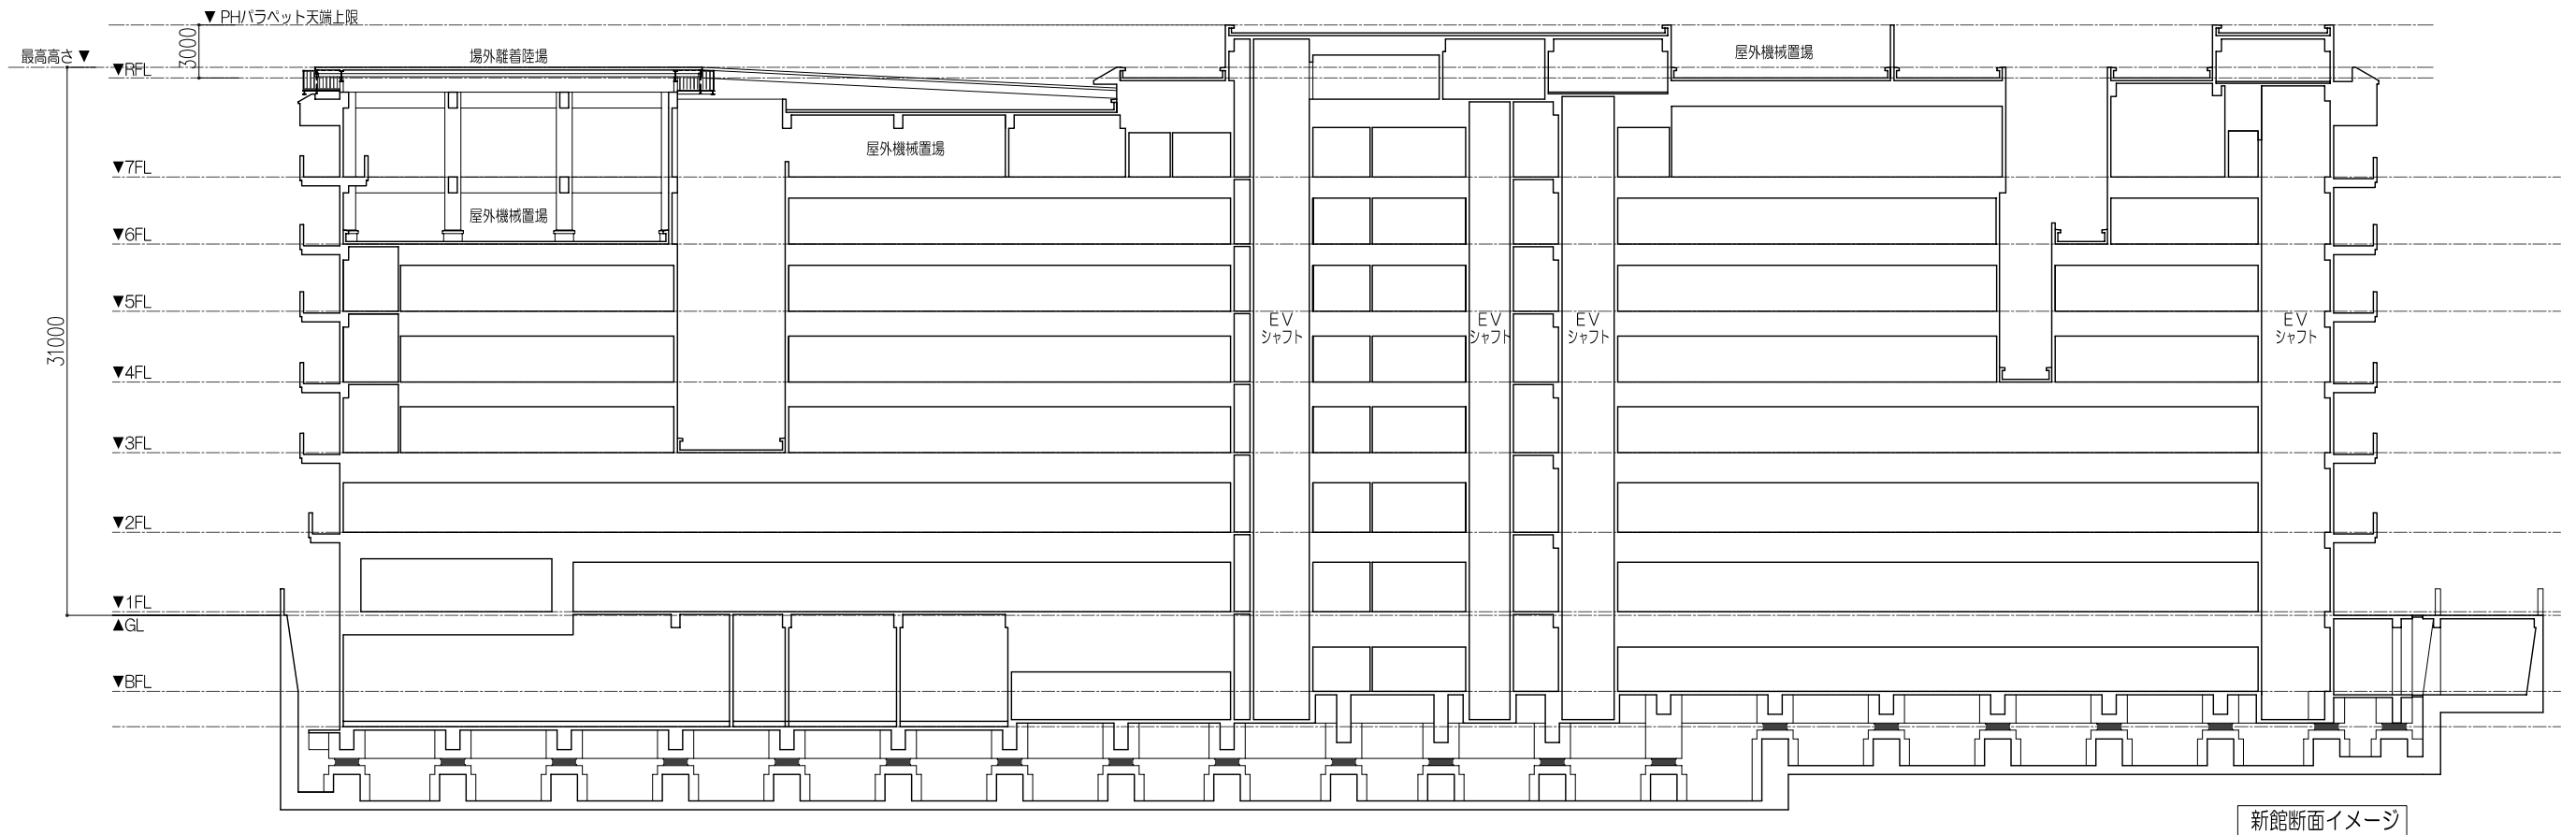 ▼ PHパラペット天端上限
3000
最高高さ ▼
▼RFL
場外離着陸場
屋外機械置場
屋外機械置場
▼7FL
屋外機械置場
▼6FL
▼5FL
EV
シャフト
EV
シャフト
EV
シャフト
EV
シャフト
31000
▼4FL
▼3FL
▼2FL
▼1FL
▲GL
▼BFL
新館断面イメージ